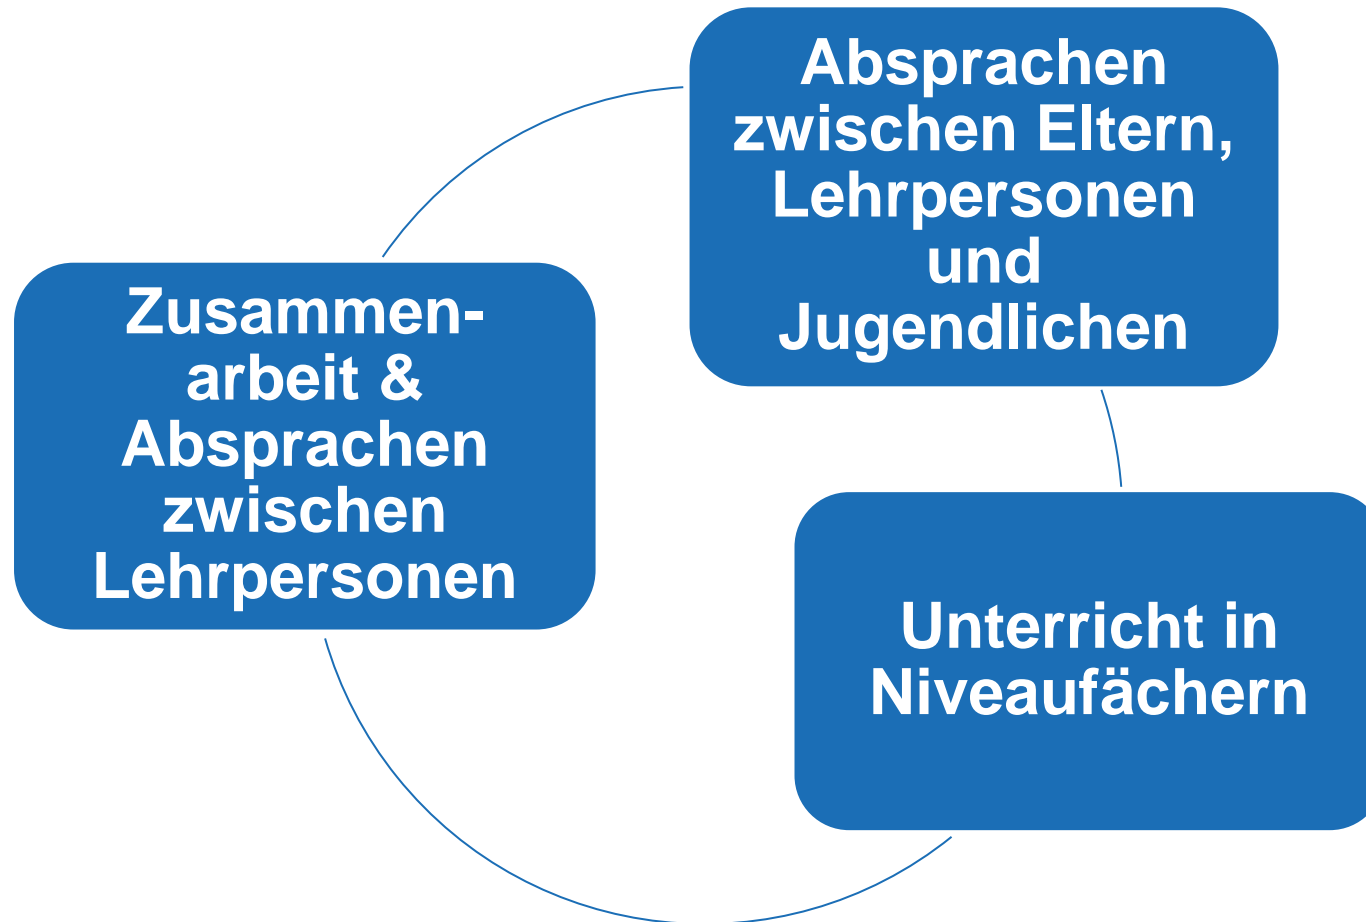 Absprachen
zwischen Eltern,
Lehrpersonen
und
Jugendlichen
Zusammen-
arbeit &
Absprachen
zwischen
Lehrpersonen
Unterricht in
Niveaufächern